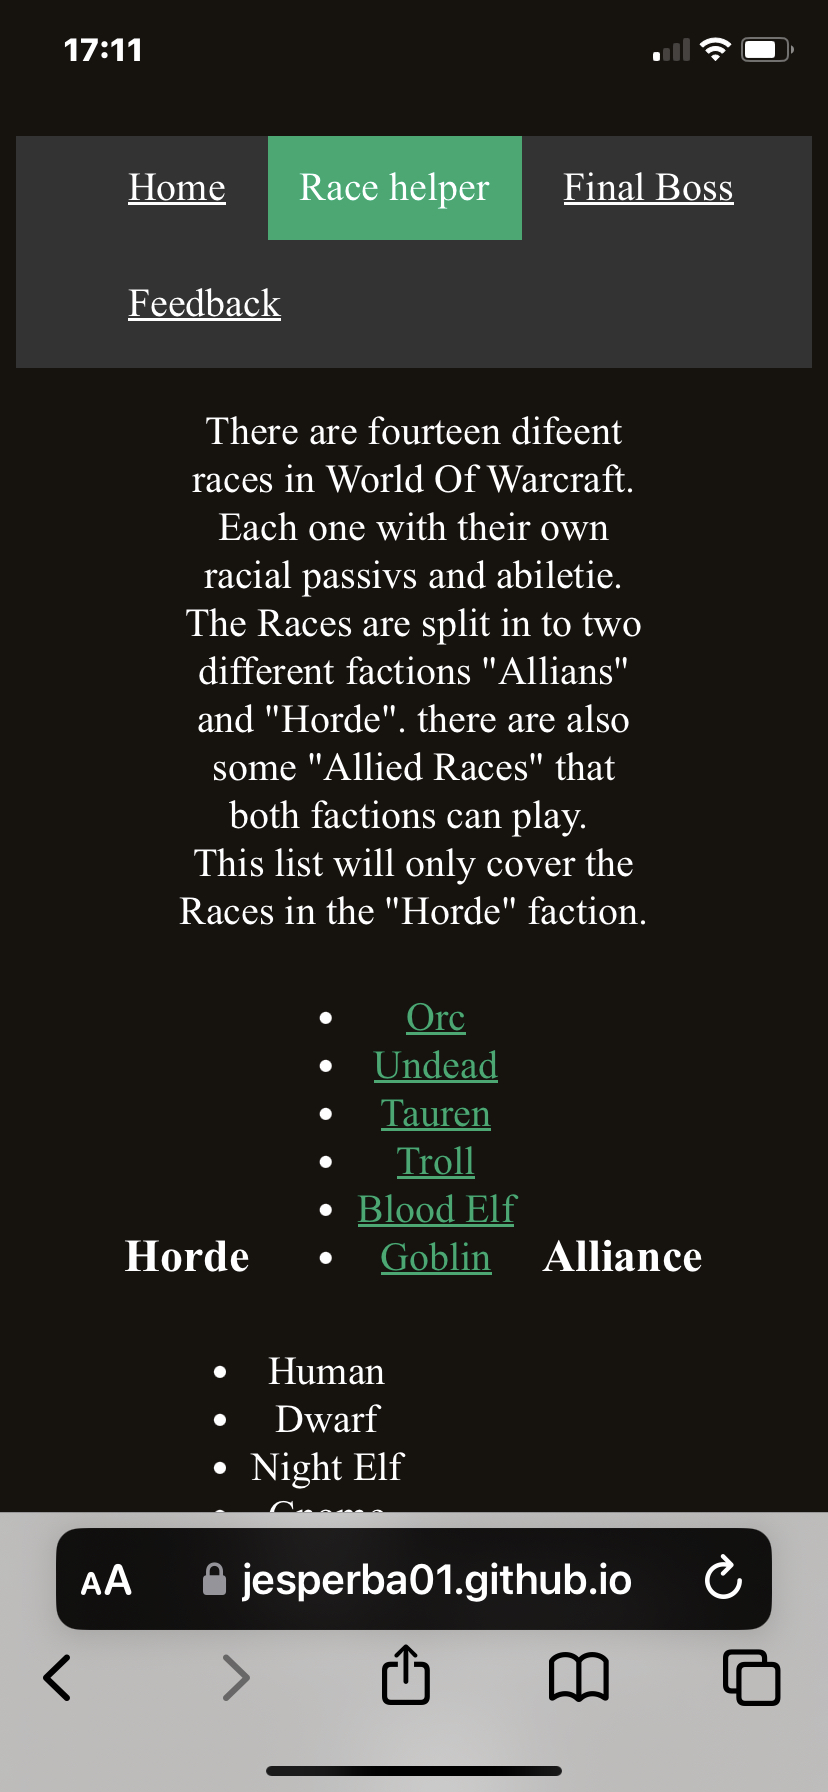 17:11
Home
Race helper
Final Boss
Feedback
There are fourteen difeent
races in World Of Warcraft.
Each one with their own
racial passivs and abiletie.
The Races are split in to two
different factions "Allians"
and "Horde". there are also
some "Allied Races" that
both factions can play.
This list will only cover the
Races in the "Horde" faction.
Horde
• Orc
• Undead
• Tauren
• Troll
• Blood Elf
• Goblin
Alliance
• Human
• Dwarf
• Night Elf
AA jesperba01.github.io